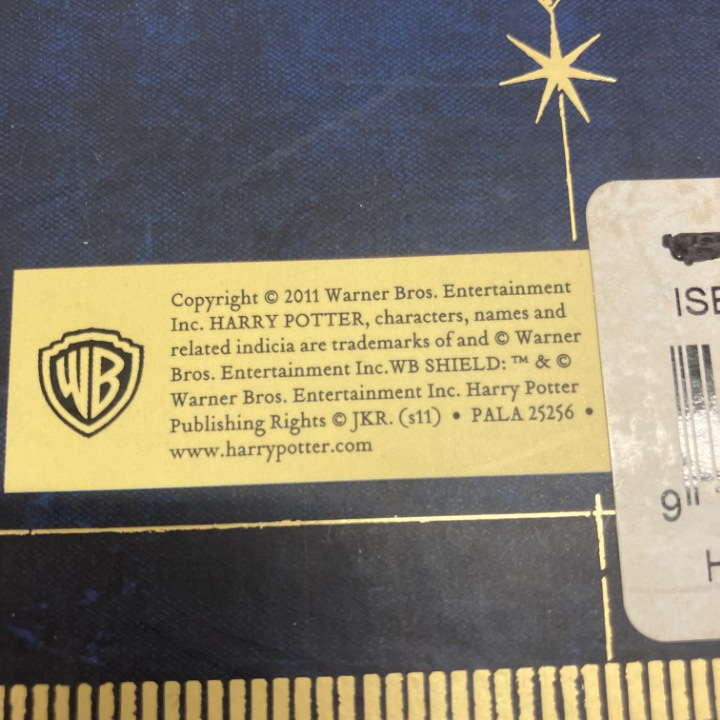 Copyright © 2011 Warner Bros. Entertainment
Inc. HARRY POTTER, characters, names and
related indicia are trademarks of and © Warner
Bros. Entertainment Inc.WB SHIELD: ™ & ©
Warner Bros. Entertainment Inc. Harry Potter
Publishing Rights © JKR. (s11) • PALA 25256 •
www.harrypotter.com
WB
9